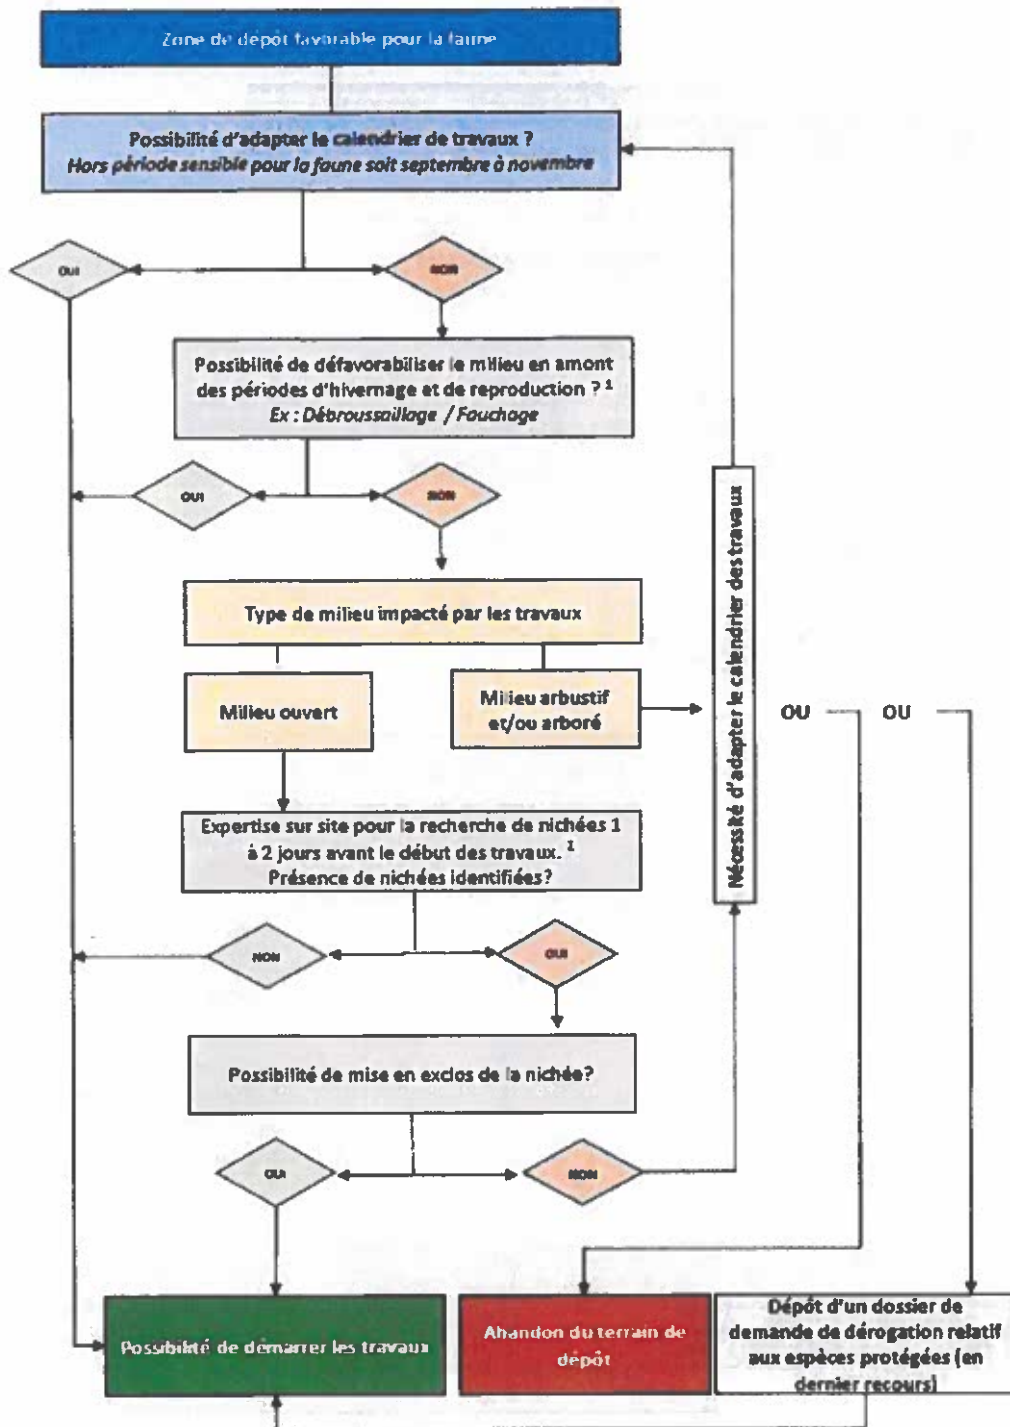 Zone de dépôt favorable pour la faune
Possibilité d'adapter le calendrier de travaux ?
Hors période sensible pour la faune soit septembre à novembre
OUI
NON
Possibilité de défavorabiliser le milieu en amont
des périodes d'hivernage et de reproduction ? 1
Ex : Débroussaillage / Fauchage
OUI
NON
Type de milieu impacté par les travaux
Milieu ouvert
Milieu arbustif
et/ou arboré
Nécessité d'adapter le calendrier des travaux
OU
OU
Expertise sur site pour la recherche de nichées 1
à 2 jours avant le début des travaux. 1
Présence de nichées identifiées?
NON
OUI
Possibilité de mise en exclos de la nichée?
OUI
NON
Possibilité de démarrer les travaux
Abandon du terrain de
dépôt
Dépôt d'un dossier de
demande de dérogation relatif
aux espèces protégées (en
dernier recours)